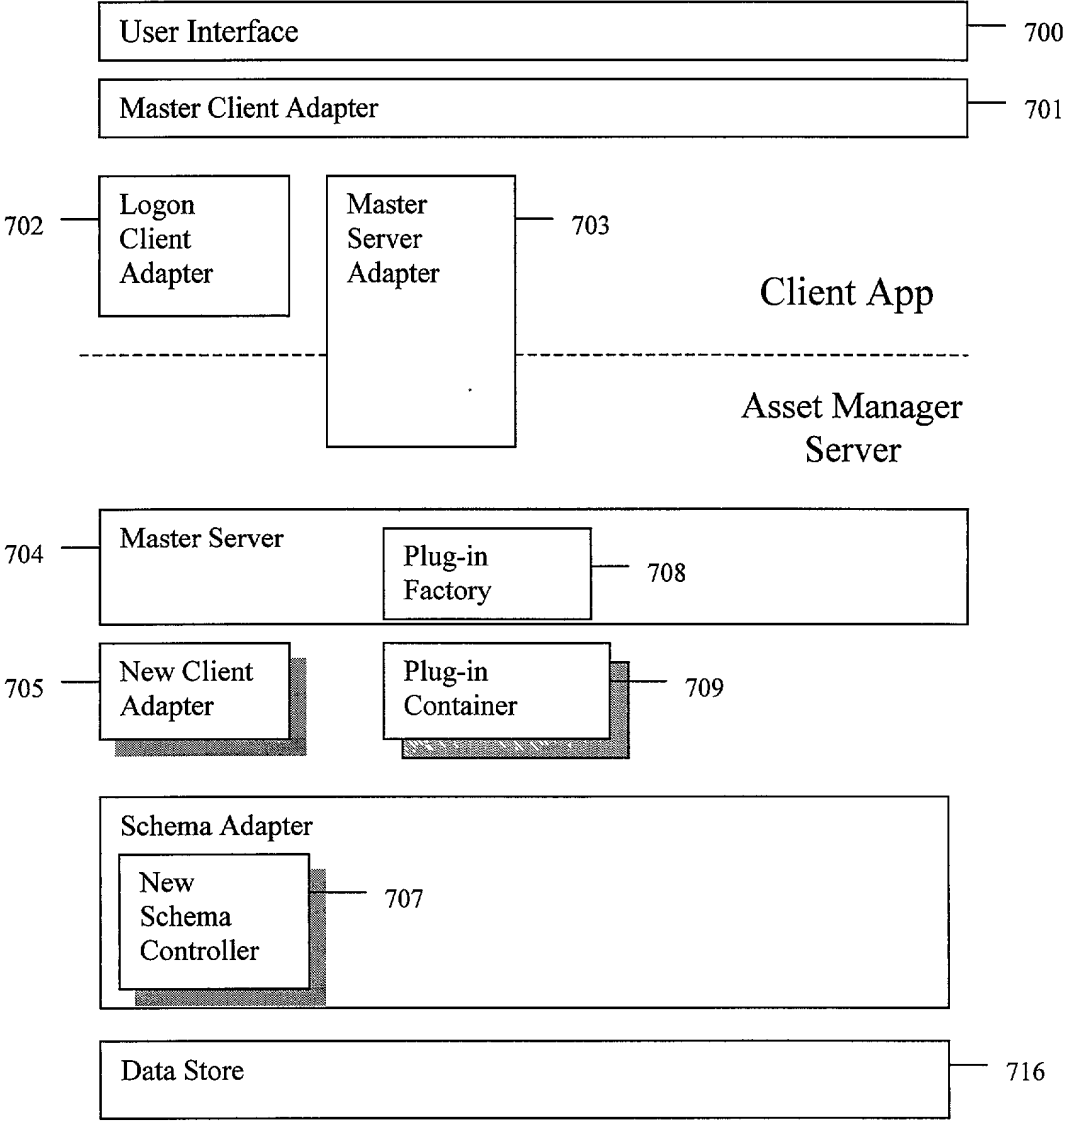 User Interface
700
Master Client Adapter
701
702
Logon
Client
Adapter
Master
Server
Adapter
703
Client App
Asset Manager
Server
704
Master Server
Plug-in
Factory
708
705
New Client
Adapter
Plug-in
Container
709
Schema Adapter
New
Schema
Controller
707
Data Store
716